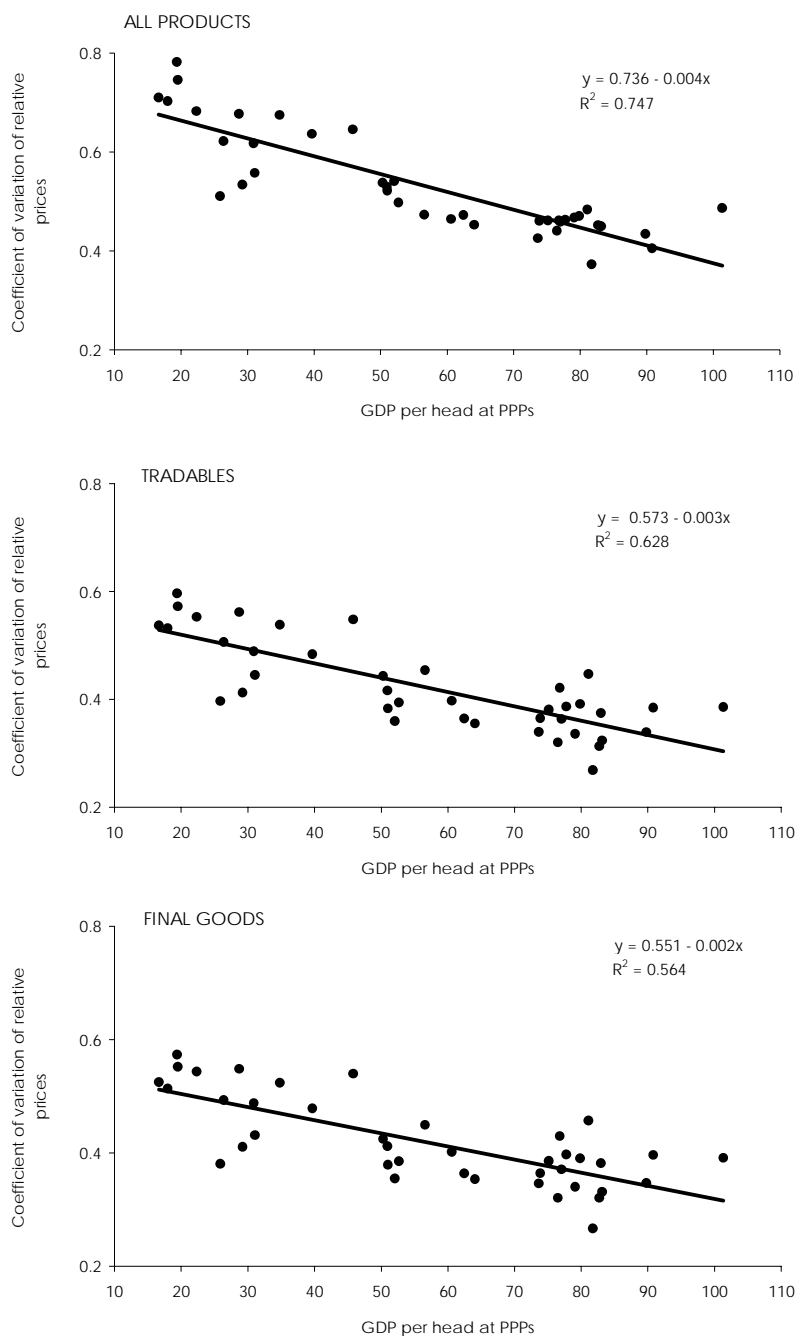 ALL PRODUCTS
y = 0.736 - 0.004x
R² = 0.747
Coefficient of variation of relative
prices
0.8
0.6
0.4
0.2
10 20 30 40 50 60 70 80 90 100 110
GDP per head at PPPs
TRADABLES
y = 0.573 - 0.003x
R² = 0.628
Coefficient of variation of relative
prices
0.8
0.6
0.4
0.2
10 20 30 40 50 60 70 80 90 100 110
GDP per head at PPPs
FINAL GOODS
y = 0.551 - 0.002x
R² = 0.564
Coefficient of variation of relative
prices
0.8
0.6
0.4
0.2
10 20 30 40 50 60 70 80 90 100 110
GDP per head at PPPs